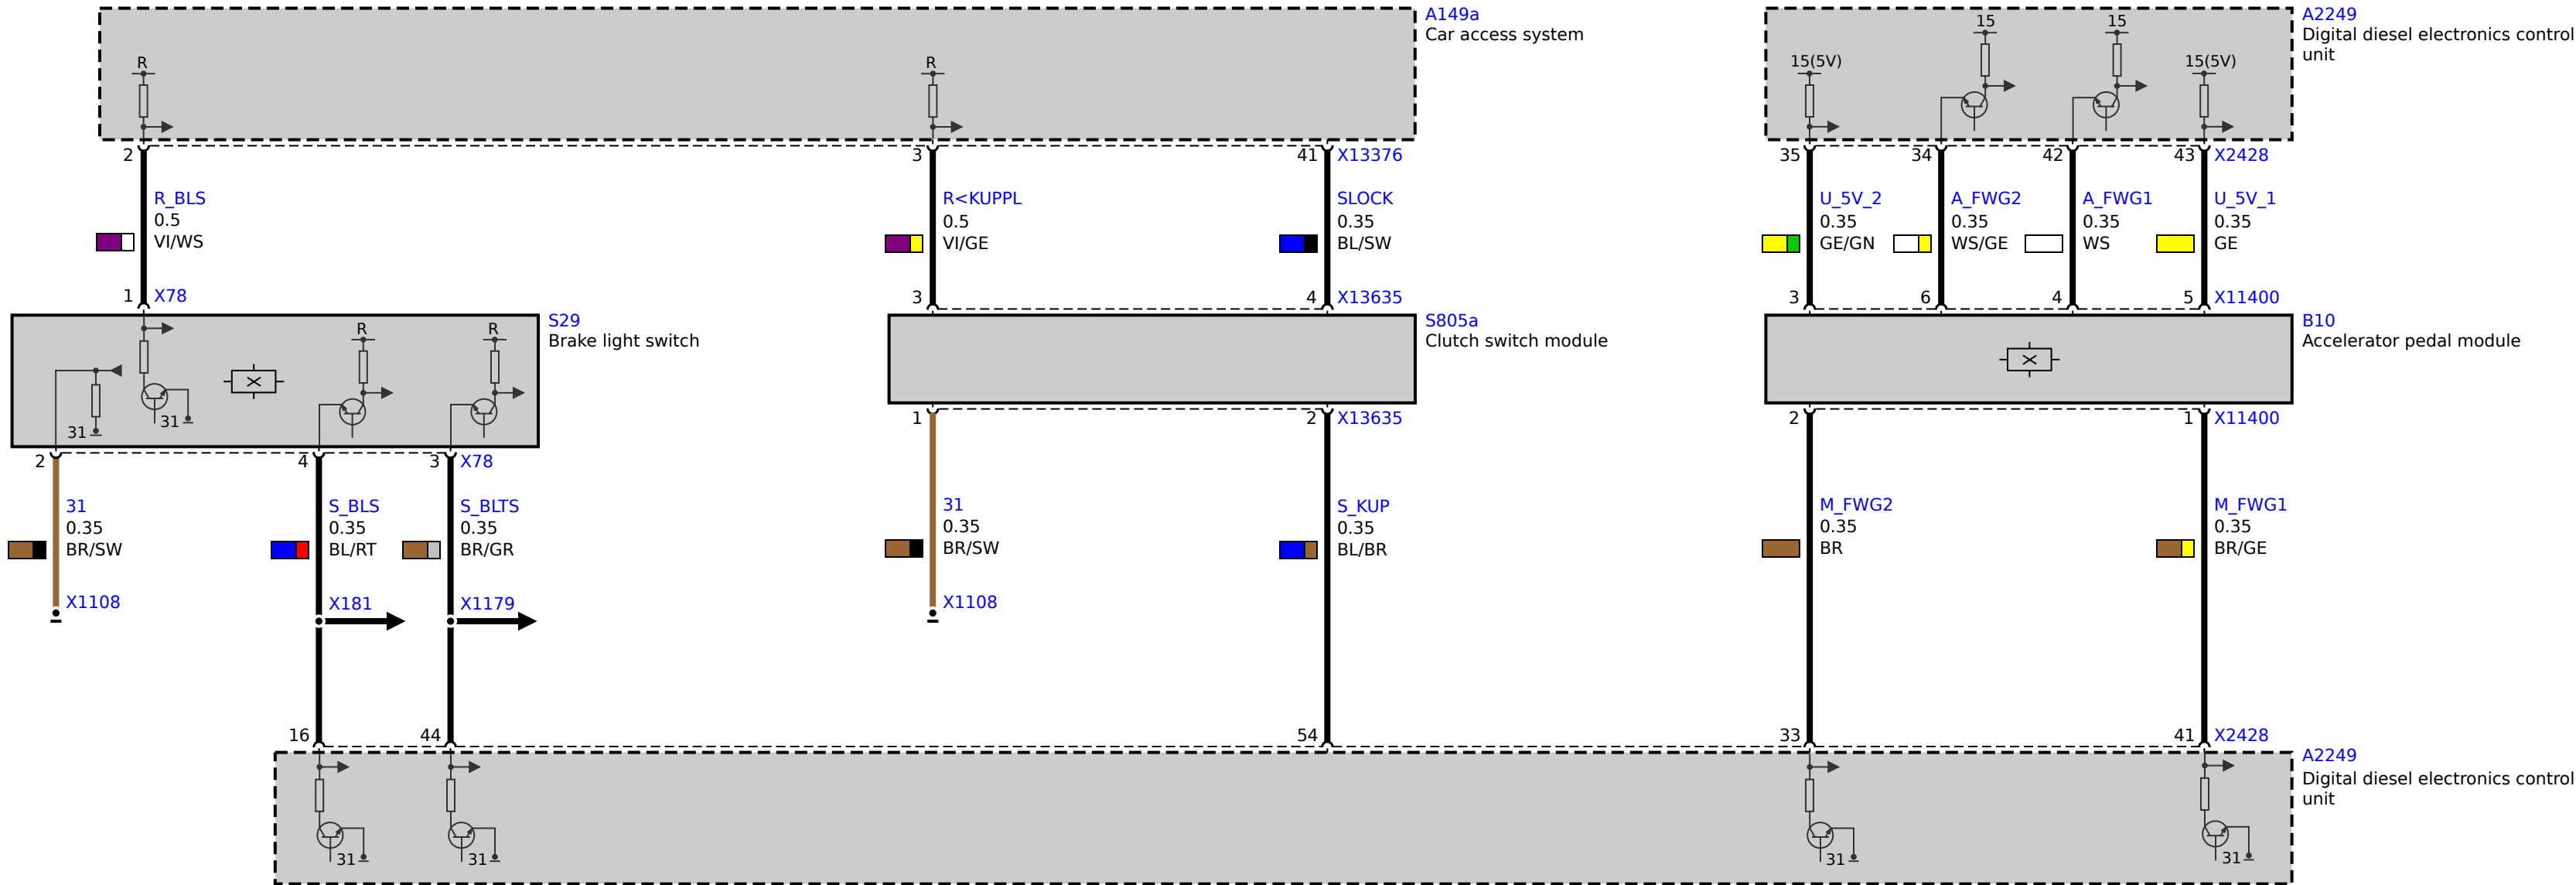 A149a
Car access system
A2249
Digital diesel electronics control
unit
R
R
15
15
15(5V)
15(5V)
2
3
41
X13376
35
34
42
43
X2428
R_BLS
0.5
VI/WS
R<KUPPL
0.5
VI/GE
SLOCK
0.35
BL/SW
U_5V_2
0.35
GE/GN
A_FWG2
0.35
WS/GE
A_FWG1
0.35
WS
U_5V_1
0.35
GE
1
X78
3
4
X13635
3
6
4
5
X11400
S29
Brake light switch
S805a
Clutch switch module
B10
Accelerator pedal module
R
R
X
X
31
31
2
4
3
X78
1
2
X13635
2
1
X11400
31
0.35
BR/SW
S_BLS
0.35
BL/RT
S_BLTS
0.35
BR/GR
31
0.35
BR/SW
S_KUP
0.35
BL/BR
M_FWG2
0.35
BR
M_FWG1
0.35
BR/GE
X1108
X181
X1179
X1108
16
44
54
33
41
X2428
A2249
Digital diesel electronics control
unit
31
31
31
31